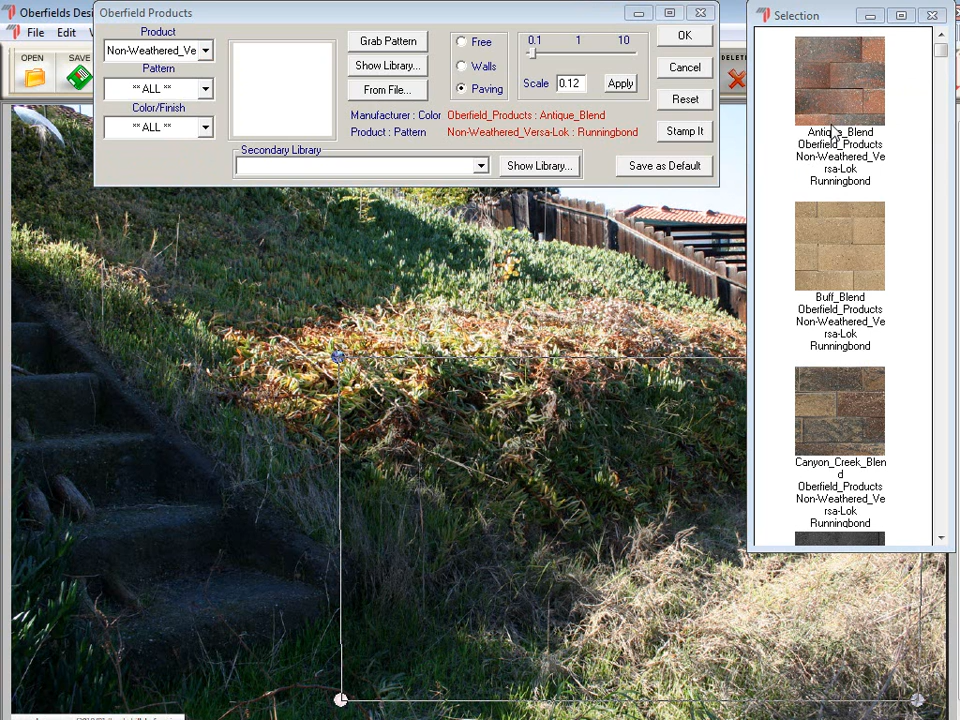 Oberfields Desi
File Edit
OPEN SAVE
DELETE
Oberfield Products
Product
Non-Weathered_Ve
Pattern
** ALL **
Color/Finish
** ALL **
Grab Pattern
Show Library...
From File...
Free
Walls
Paving
0.1 1 10
Scale 0.12 Apply
OK
Cancel
Reset
Stamp It
Manufacturer : Color Oberfield_Products : Antique_Blend
Product : Pattern Non-Weathered_Versa-Lok : Runningbond
Secondary Library
Show Library...
Save as Default
Selection
Antique_Blend
Oberfield_Products
Non-Weathered_Ve
rsa-Lok
Runningbond
Buff_Blend
Oberfield_Products
Non-Weathered_Ve
rsa-Lok
Runningbond
Canyon_Creek_Blen
d
Oberfield_Products
Non-Weathered_Ve
rsa-Lok
Runningbond